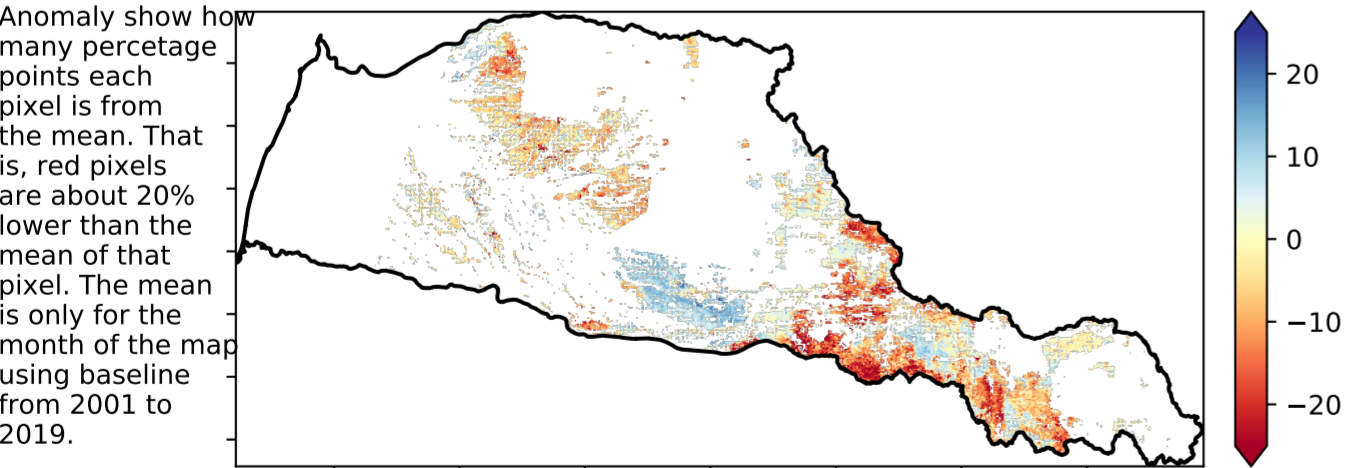 Anomaly show how
many percetage
points each
pixel is from
the mean. That
is, red pixels
are about 20%
lower than the
mean of that
pixel. The mean
is only for the
month of the map
using baseline
from 2001 to
2019.
20
10
0
−10
−20